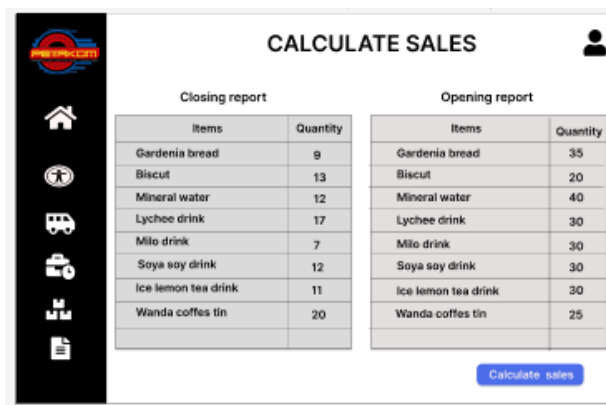 PETAKOM
CALCULATE SALES
Closing report
Items Quantity
Gardenia bread 9
Biscut 13
Mineral water 12
Lychee drink 17
Milo drink 7
Soya soy drink 12
Ice lemon tea drink 11
Wanda coffes tin 20
Opening report
Items Quantity
Gardenia bread 35
Biscut 20
Mineral water 40
Lychee drink 30
Milo drink 30
Soya soy drink 30
Ice lemon tea drink 30
Wanda coffes tin 25
Calculate sales